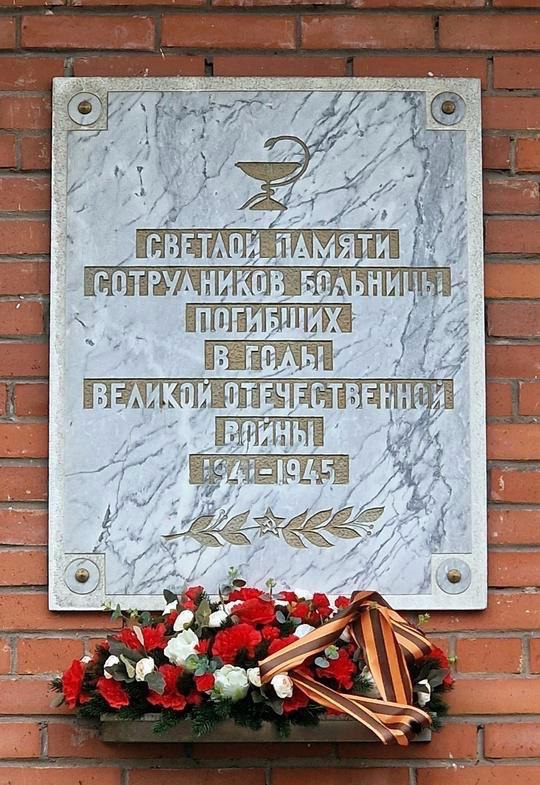 СВЕТЛОЙ ПАМЯТИ
СОТРУДНИКОВ БОЛЬНИЦЫ
ПОГИБШИХ
В ГОДЫ
ВЕЛИКОЙ ОТЕЧЕСТВЕННОЙ
ВОЙНЫ
1941-1945